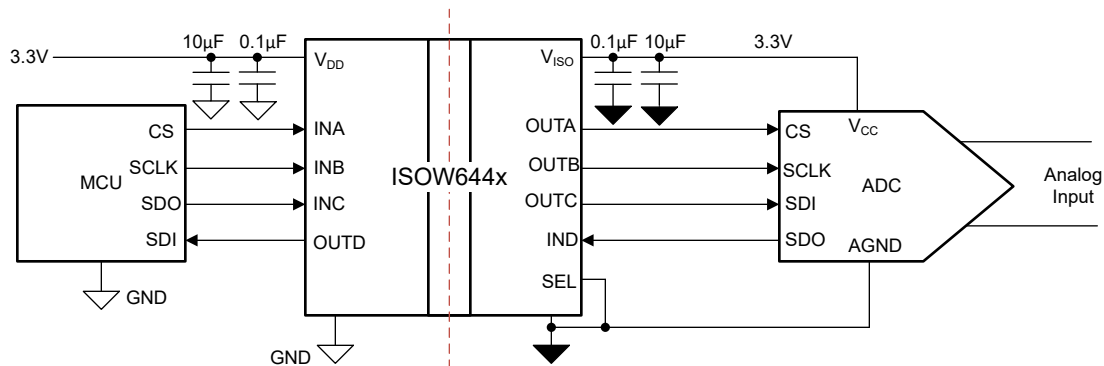 3.3V
10µF
0.1µF
V_DD
V_ISO
0.1µF
10µF
3.3V
MCU
CS
SCLK
SDO
SDI
GND
INA
INB
INC
OUTD
GND
ISOW644x
OUTA
OUTB
OUTC
IND
SEL
CS
SCLK
SDI
SDO
V_CC
ADC
AGND
Analog
Input